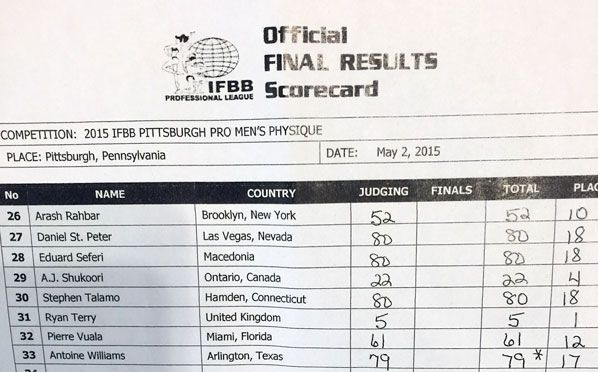 Official
FINAL RESULTS
Scorecard
IFBB
PROFESSIONAL LEAGUE
COMPETITION: 2015 IFBB PITTSBURGH PRO MEN'S PHYSIQUE
PLACE: Pittsburgh, Pennsylvania DATE: May 2, 2015
No NAME COUNTRY JUDGING FINALS TOTAL PLAC
26 Arash Rahbar Brooklyn, New York 52 52 10
27 Daniel St. Peter Las Vegas, Nevada 80 80 18
28 Eduard Seferi Macedonia 80 80 18
29 A.J. Shukoori Ontario, Canada 22 22 4
30 Stephen Talamo Hamden, Connecticut 80 80 18
31 Ryan Terry United Kingdom 5 5 1
32 Pierre Vuala Miami, Florida 61 61 12
33 Antoine Williams Arlington, Texas 79 79* 17